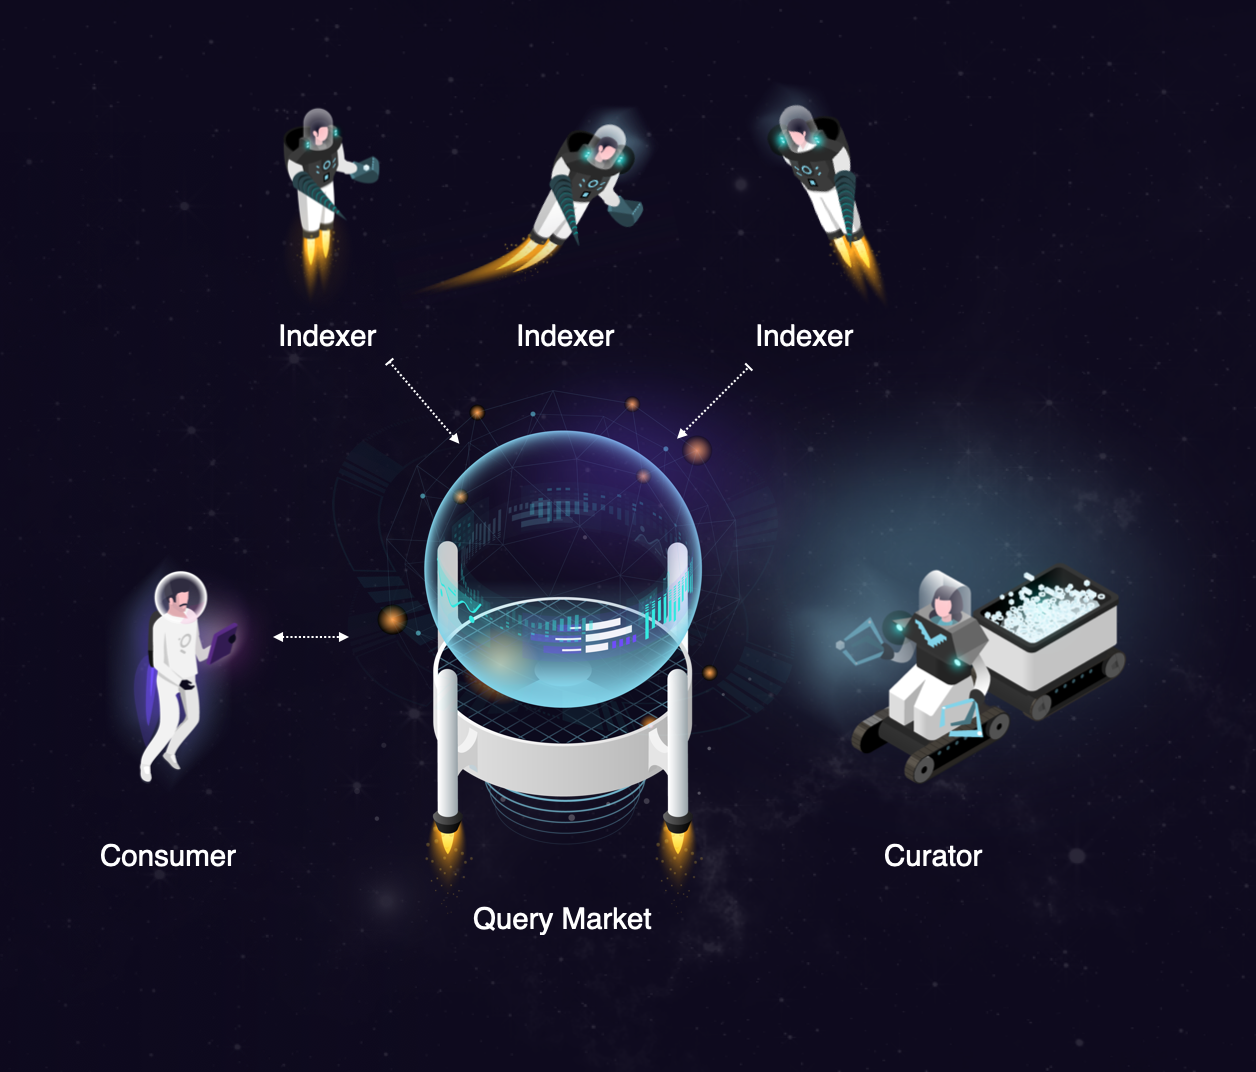 Indexer
Indexer
Indexer
Consumer
Curator
Query Market